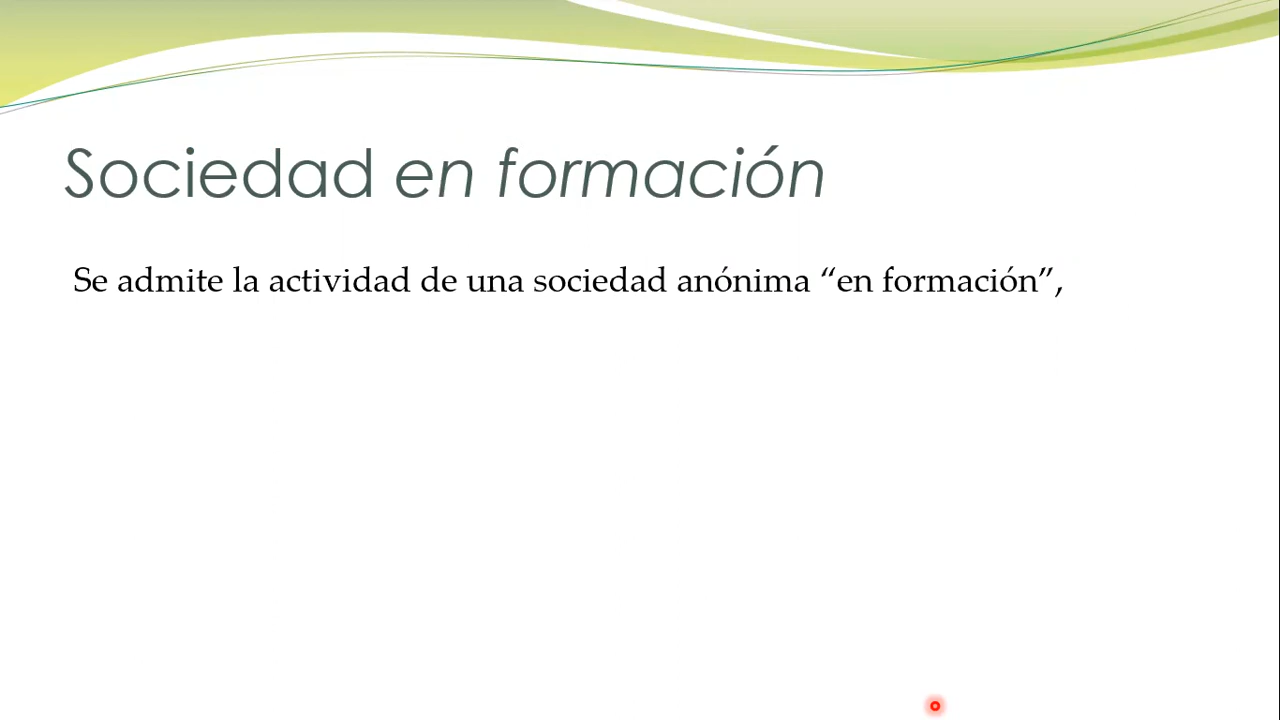 Sociedad en formación
Se admite la actividad de una sociedad anónima “en formación”,